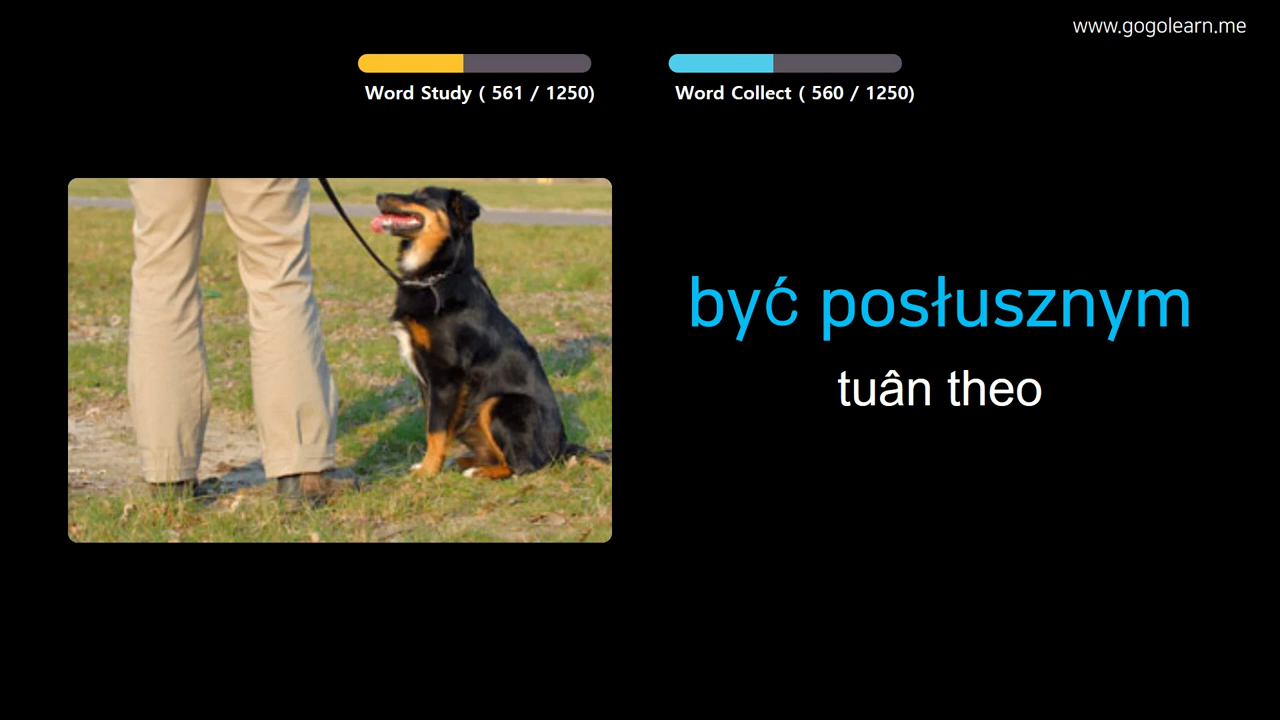 www.gogolearn.me
Word Study ( 561 / 1250)
Word Collect ( 560 / 1250)
być posłusznym
tuân theo